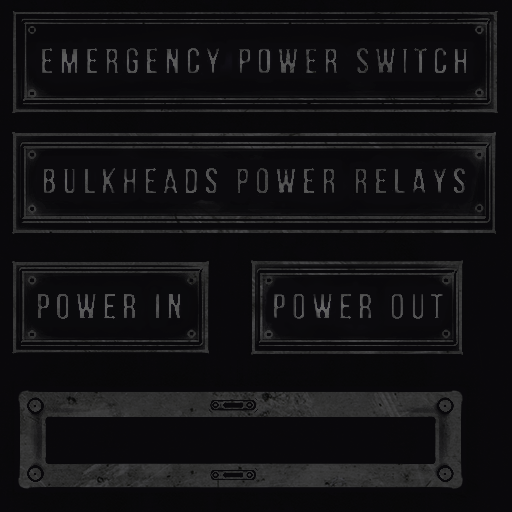 EMERGENCY POWER SWITCH
BULKHEADS POWER RELAYS
POWER IN
POWER OUT